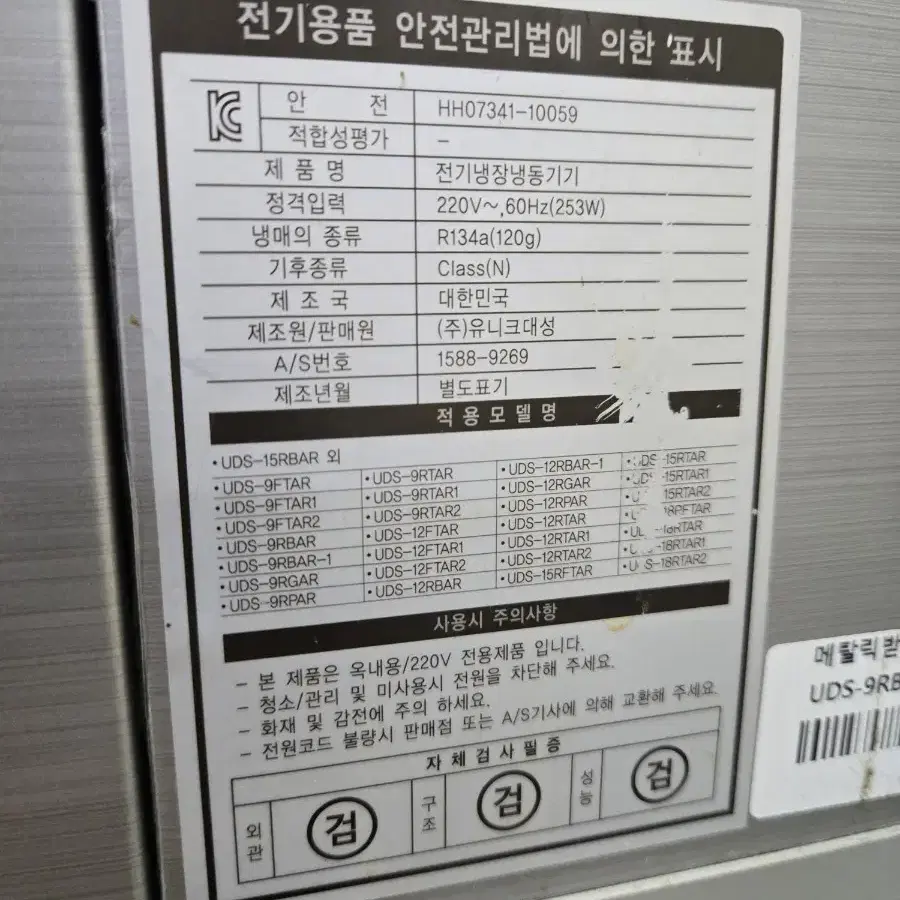 전기용품 안전관리법에 의한 '표시
안 전 HH07341-10059
적합성평가 -
제 품 명 전기냉장냉동기기
정격입력 220V~,60Hz(253W)
냉매의 종류 R134a(120g)
기후종류 Class(N)
제 조 국 대한민국
제조원/판매원 (주)유니크대성
A/S번호 1588-9269
제조년월 별도표기
적 용 모 델 명
•UDS-15RBAR 외
•UDS-9FTAR •UDS-9RTAR •UDS-12RBAR-1 -15RTAR
•UDS-9FTAR1 •UDS-9RTAR1 •UDS-12RGAR -15RTAR1
•UDS-9FTAR2 •UDS-9RTAR2 •UDS-12RPAR 15RTAR2
•UDS-9RBAR •UDS-12FTAR •UDS-12RTAR
•UDS-9RBAR-1 •UDS-12FTAR1 •UDS-12RTAR1
•UDS-9RGAR •UDS-12FTAR2 •UDS-12RTAR2 -18RTAR1
•UDS-9RPAR •UDS-12RBAR •UDS-15RFTAR S-18RTAR2
사용시 주의사항
- 본 제품은 옥내용/220V 전용제품 입니다.
- 청소/관리 및 미사용시 전원을 차단해 주세요.
- 화재 및 감전에 주의 하세요.
- 전원코드 불량시 판매점 또는 A/S기사에 의해 교환해 주세요.
자 체 검 사 필 증
외관 검 구조 검 성능 검
메탈릭받
UDS-9RB